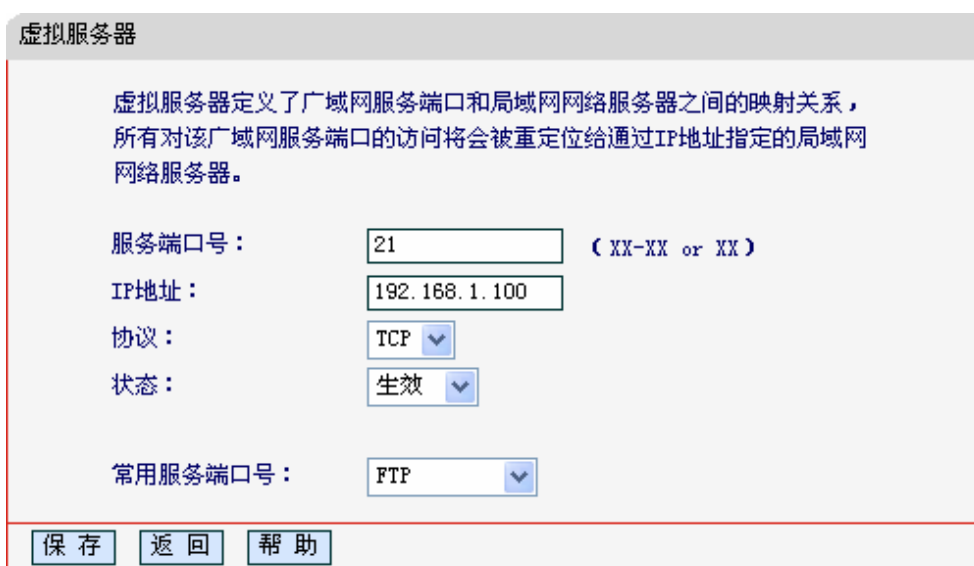 虚拟服务器
虚拟服务器定义了广域网服务端口和局域网网络服务器之间的映射关系，
所有对该广域网服务端口的访问将会被重定位给通过IP地址指定的局域网
网络服务器。
服务端口号： 21 （XX-XX or XX）
IP地址： 192.168.1.100
协议： TCP
状态： 生效
常用服务端口号： FTP
保 存 返 回 帮 助